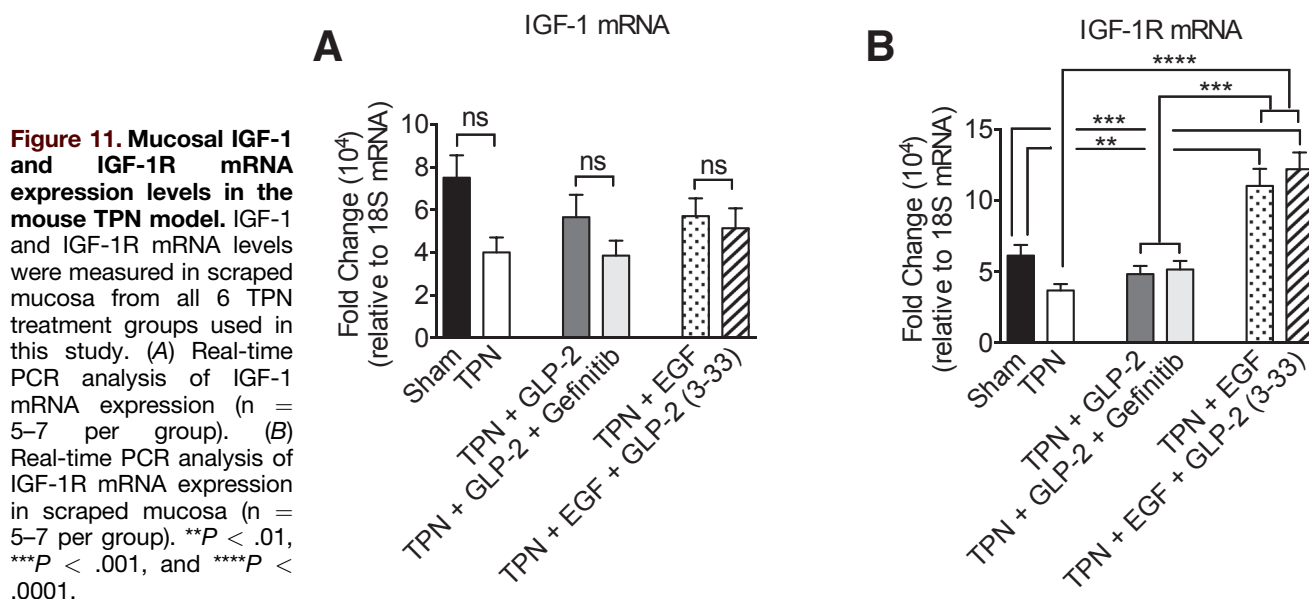 Figure 11. Mucosal IGF-1
and IGF-1R mRNA
expression levels in the
mouse TPN model. IGF-1
and IGF-1R mRNA levels
were measured in scraped
mucosa from all 6 TPN
treatment groups used in
this study. (A) Real-time
PCR analysis of IGF-1
mRNA expression (n =
5–7 per group). (B)
Real-time PCR analysis of
IGF-1R mRNA expression
in scraped mucosa (n =
5–7 per group). **P < .01,
***P < .001, and ****P <
.0001.
A
IGF-1 mRNA
Fold Change (10⁴)
(relative to 18S mRNA)
10
8
6
4
2
0
ns
ns
ns
Sham
TPN
TPN + GLP-2
TPN + GLP-2 + Gefinitib
TPN + EGF
TPN + EGF + GLP-2 (3-33)
B
IGF-1R mRNA
Fold Change (10⁴)
(relative to 18S mRNA)
15
10
5
0
****
***
***
**
Sham
TPN
TPN + GLP-2
TPN + GLP-2 + Gefinitib
TPN + EGF
TPN + EGF + GLP-2 (3-33)